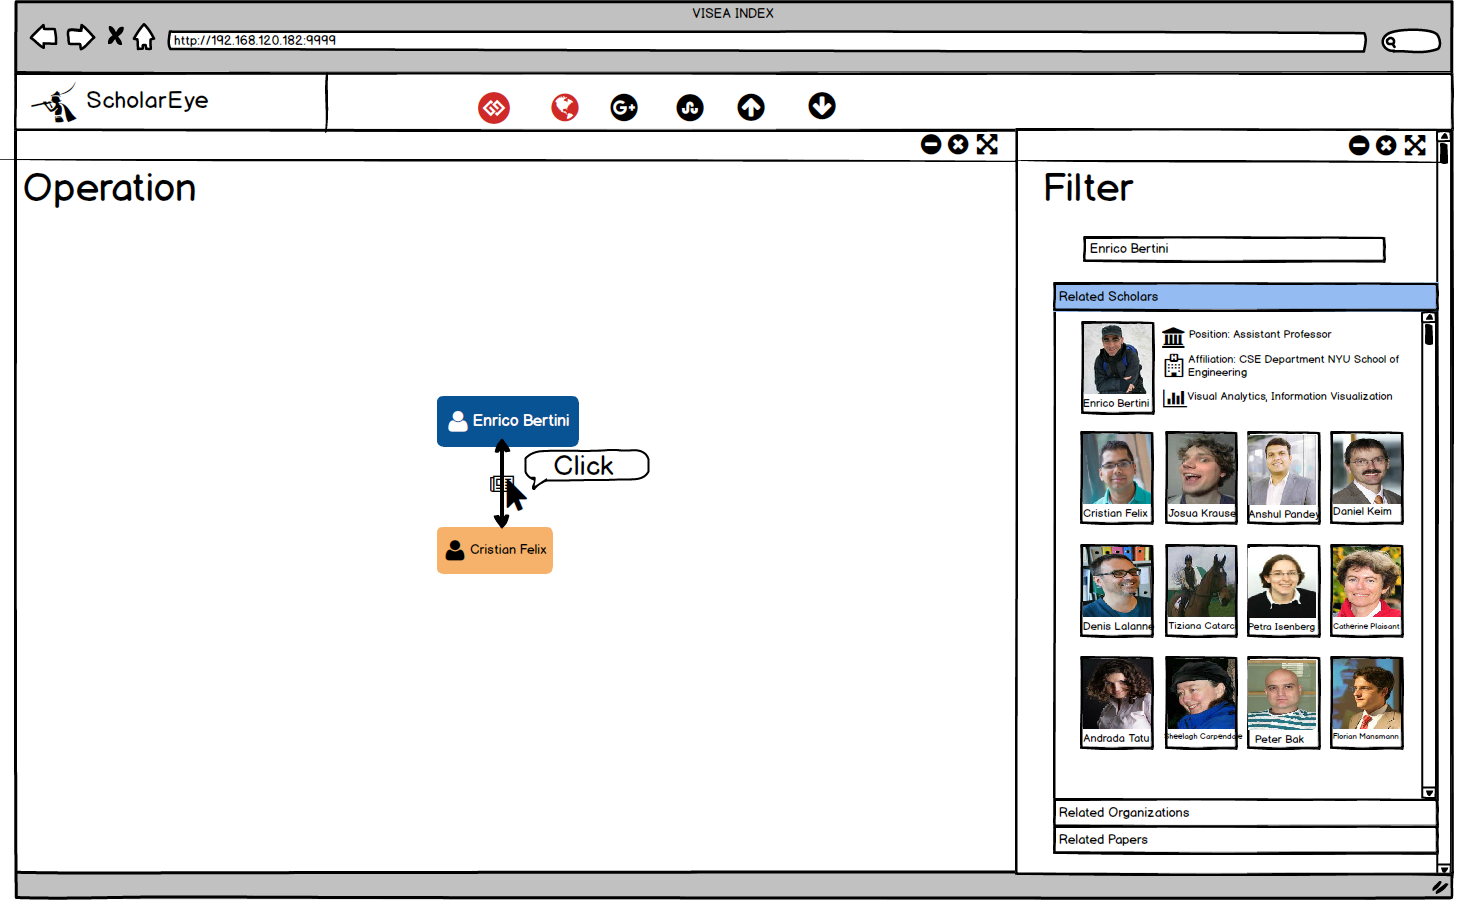 VISEA INDEX
http://192.168.120.182:9999
ScholarEye
G+
Operation
Enrico Bertini
Click
Cristian Felix
Filter
Enrico Bertini
Related Scholars
Position: Assistant Professor
Affiliation: CSE Department NYU School of
Engineering
Visual Analytics, Information Visualization
Enrico Bertini
Cristian Felix
Josua Krause
Anshul Pandey
Daniel Keim
Denis Lalanne
Tiziana Catarc
Petra Isenberg
Catherine Plaisant
Andrada Tatu
Sheelagh Carpendale
Peter Bak
Florian Mansmann
Related Organizations
Related Papers